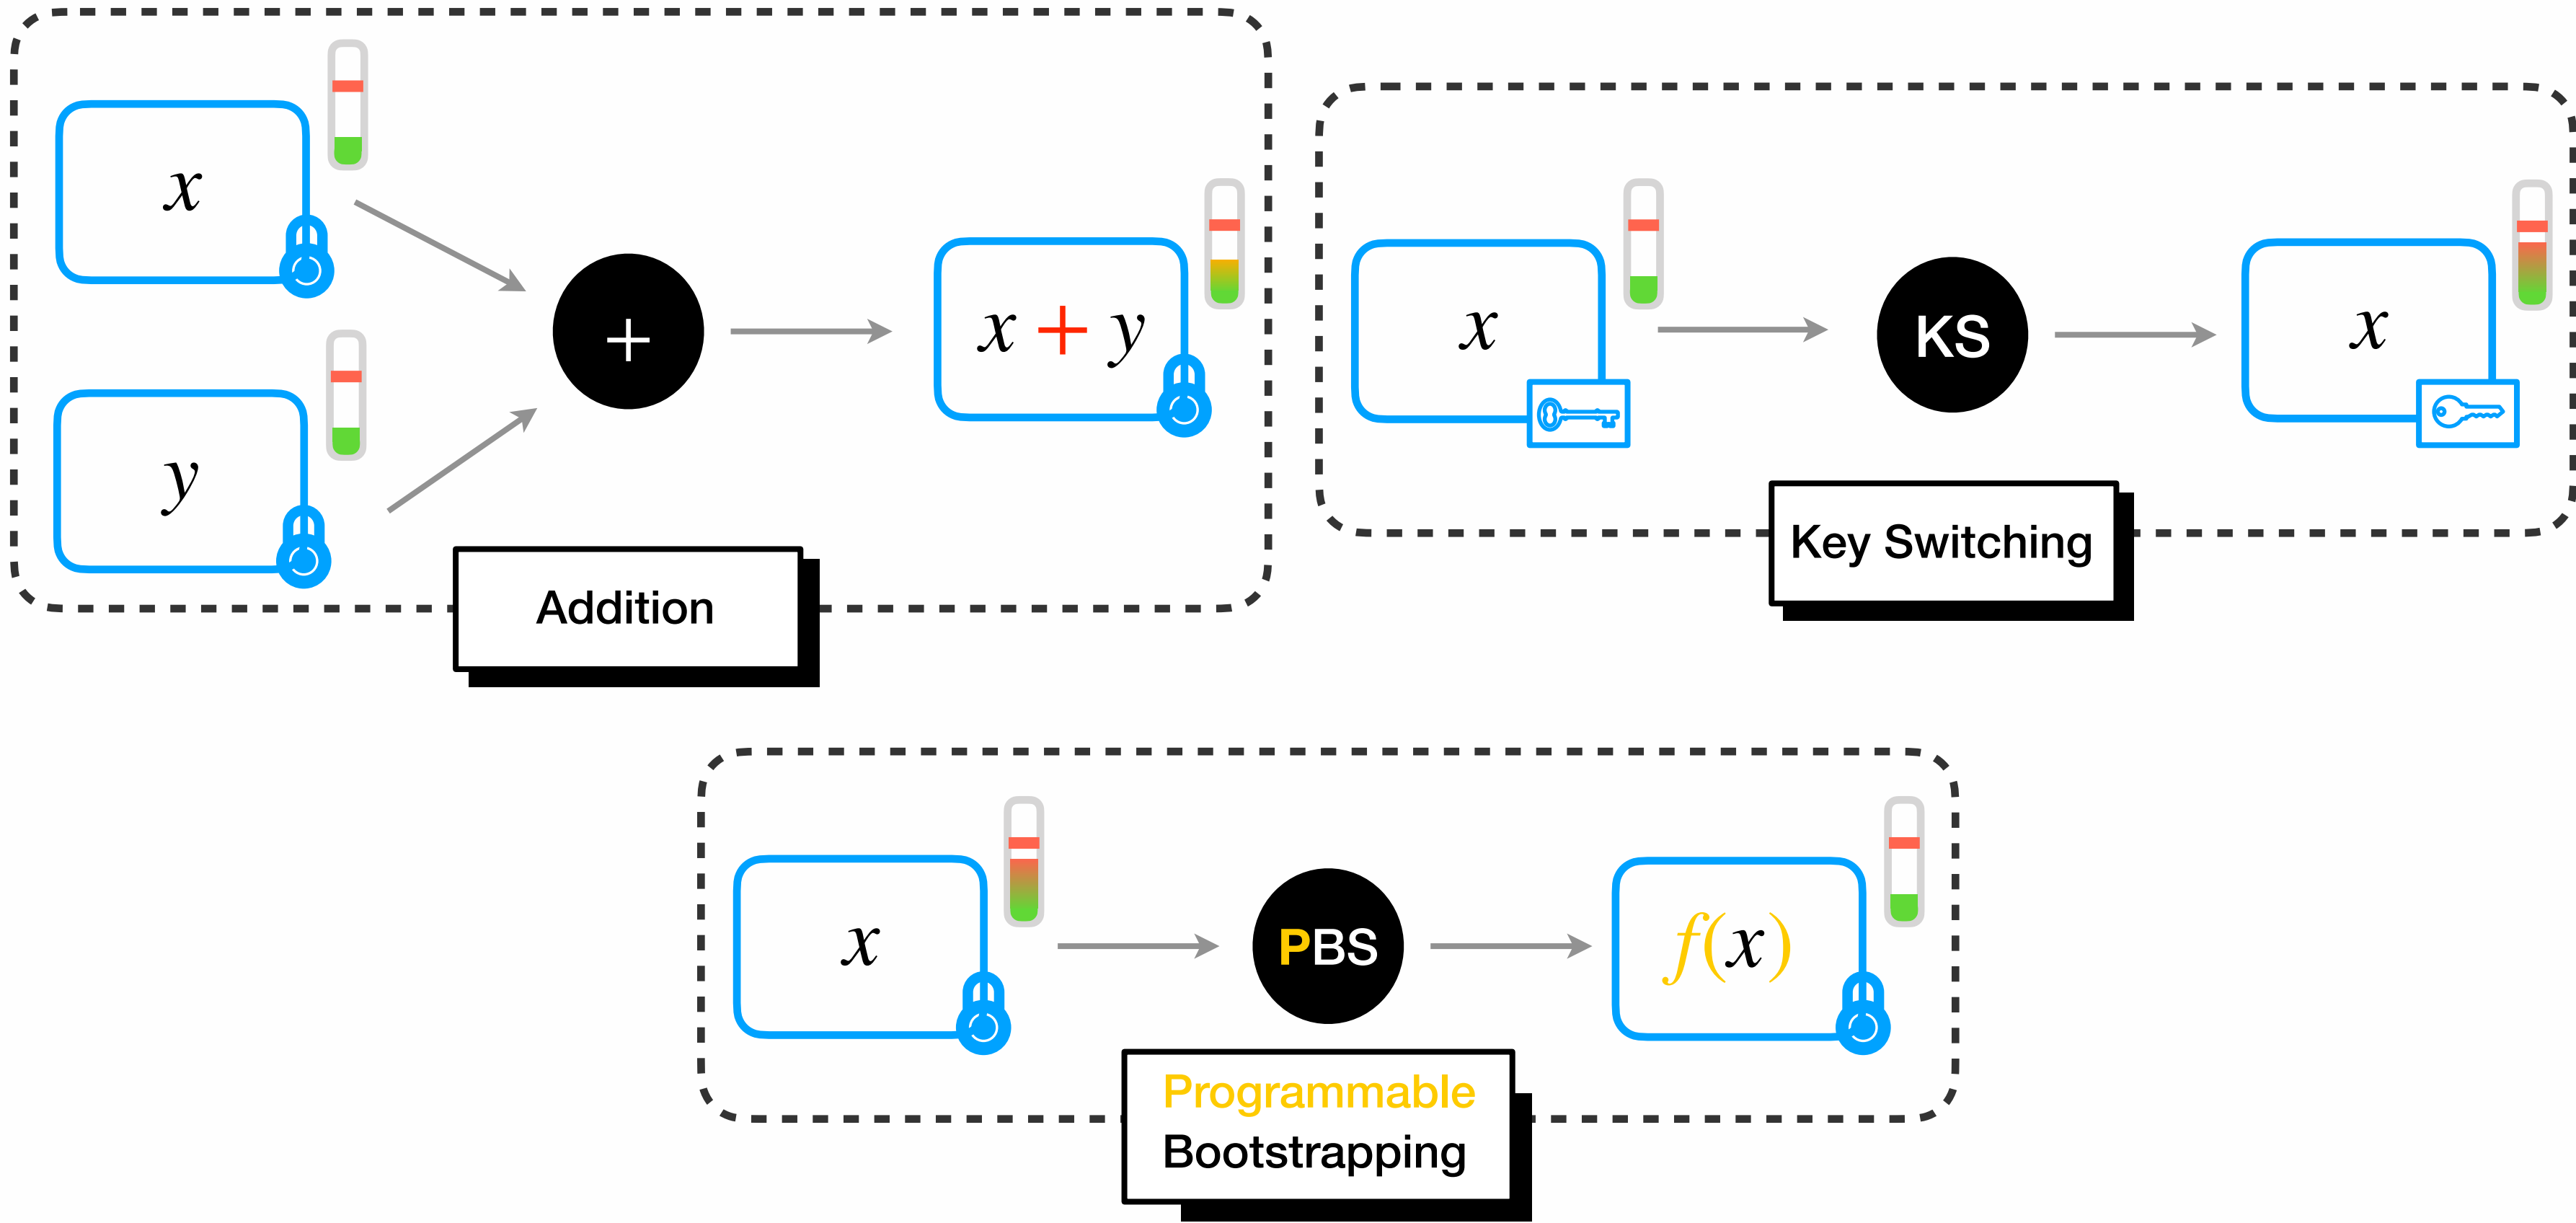 x
y
+
x + y
Addition
x
KS
x
Key Switching
x
PBS
f(x)
Programmable
Bootstrapping